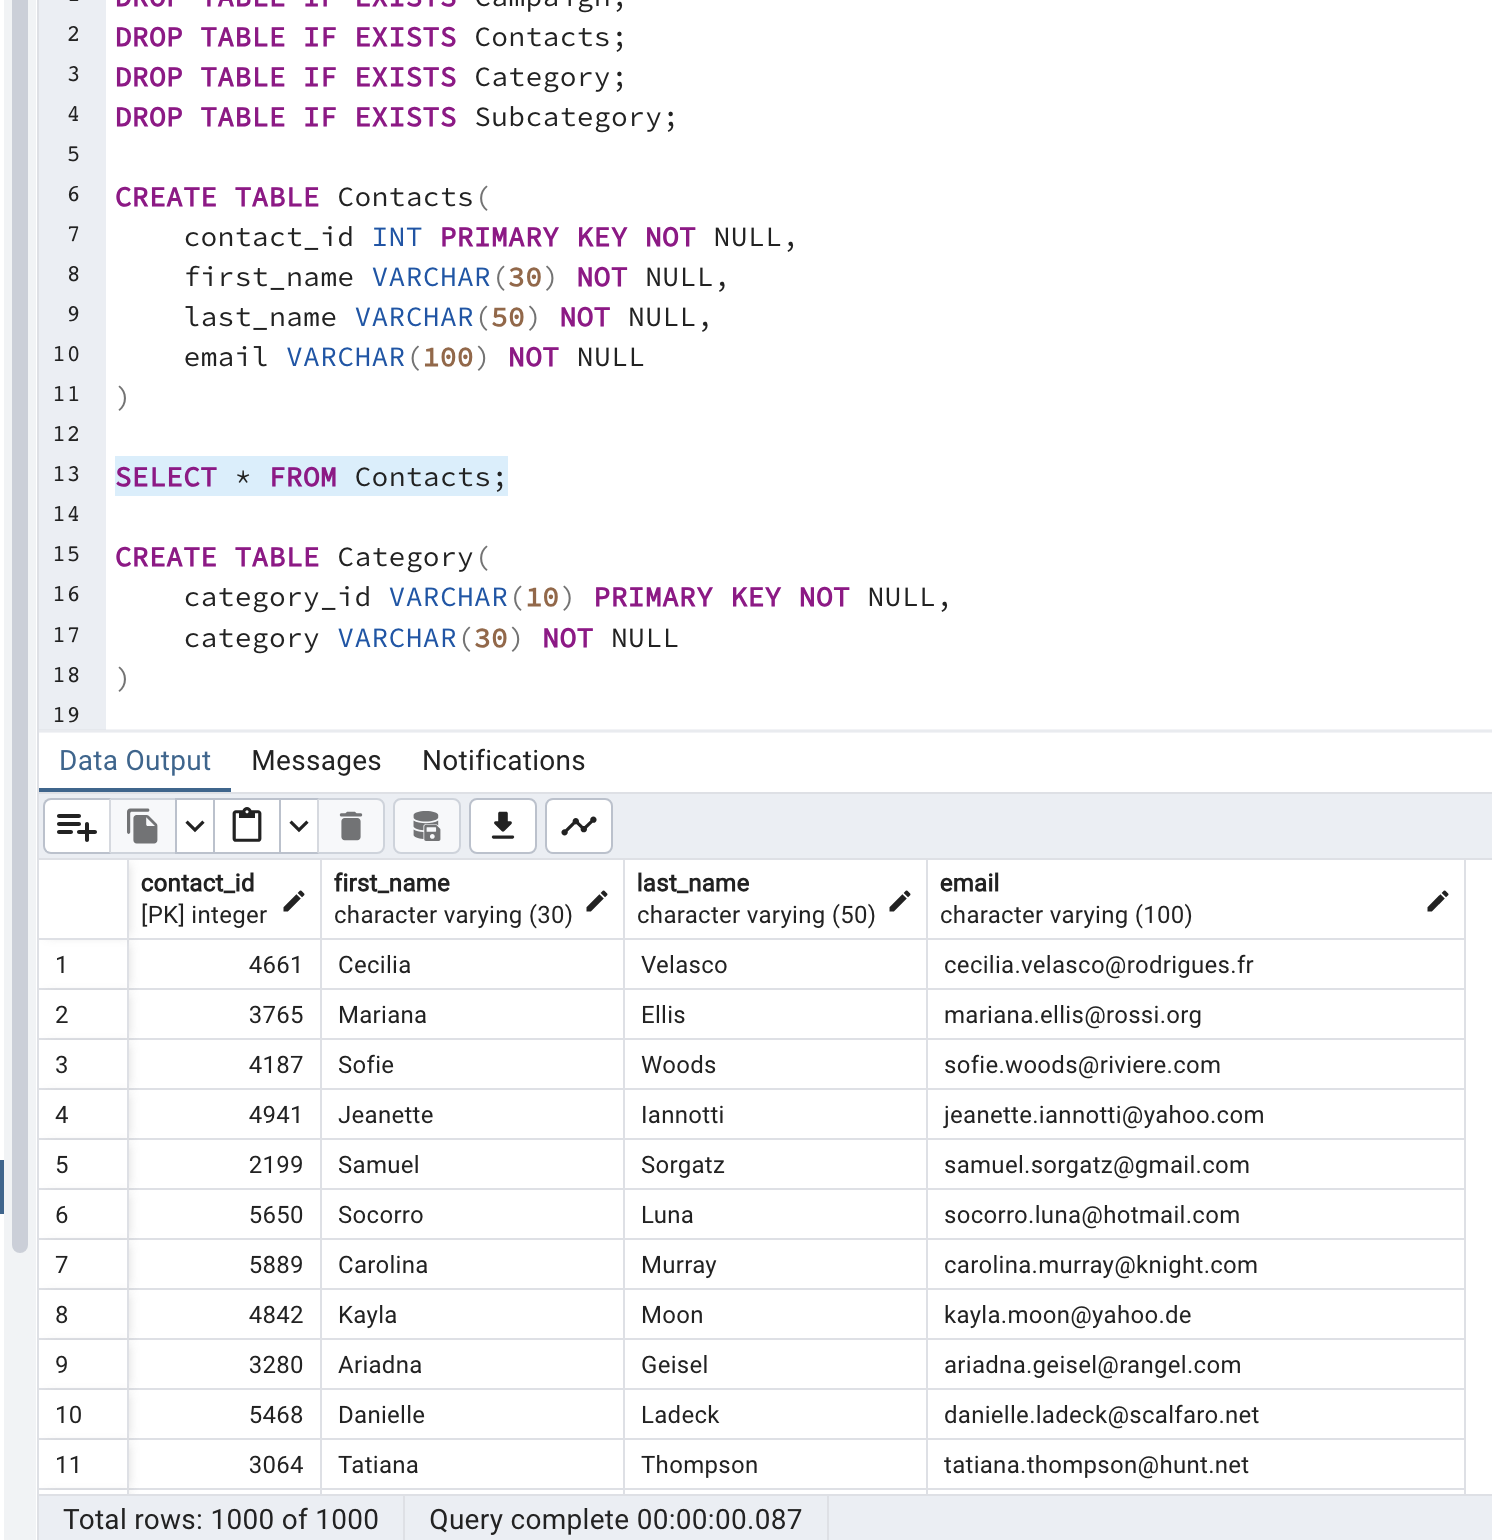 1 DROP TABLE IF EXISTS Campaign;
2 DROP TABLE IF EXISTS Contacts;
3 DROP TABLE IF EXISTS Category;
4 DROP TABLE IF EXISTS Subcategory;
5
6 CREATE TABLE Contacts(
7 contact_id INT PRIMARY KEY NOT NULL,
8 first_name VARCHAR(30) NOT NULL,
9 last_name VARCHAR(50) NOT NULL,
10 email VARCHAR(100) NOT NULL
11 )
12
13 SELECT * FROM Contacts;
14
15 CREATE TABLE Category(
16 category_id VARCHAR(10) PRIMARY KEY NOT NULL,
17 category VARCHAR(30) NOT NULL
18 )
19
Data Output Messages Notifications
contact_id first_name last_name email
[PK] integer character varying (30) character varying (50) character varying (100)
1 4661 Cecilia Velasco cecilia.velasco@rodrigues.fr
2 3765 Mariana Ellis mariana.ellis@rossi.org
3 4187 Sofie Woods sofie.woods@riviere.com
4 4941 Jeanette Iannotti jeanette.iannotti@yahoo.com
5 2199 Samuel Sorgatz samuel.sorgatz@gmail.com
6 5650 Socorro Luna socorro.luna@hotmail.com
7 5889 Carolina Murray carolina.murray@knight.com
8 4842 Kayla Moon kayla.moon@yahoo.de
9 3280 Ariadna Geisel ariadna.geisel@rangel.com
10 5468 Danielle Ladeck danielle.ladeck@scalfaro.net
11 3064 Tatiana Thompson tatiana.thompson@hunt.net
Total rows: 1000 of 1000 Query complete 00:00:00.087